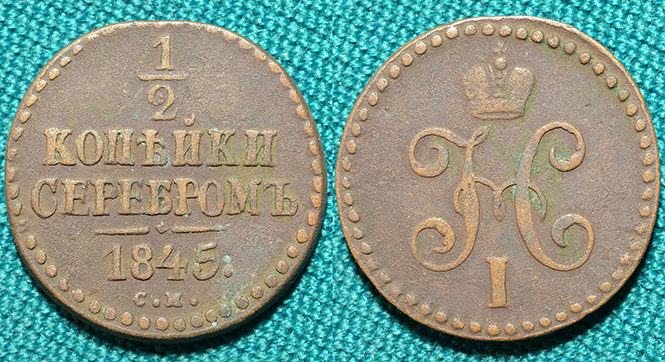 1/2
КОПѢЙКИ
СЕРЕБРОМЪ
1845.
С.М.
Н
I